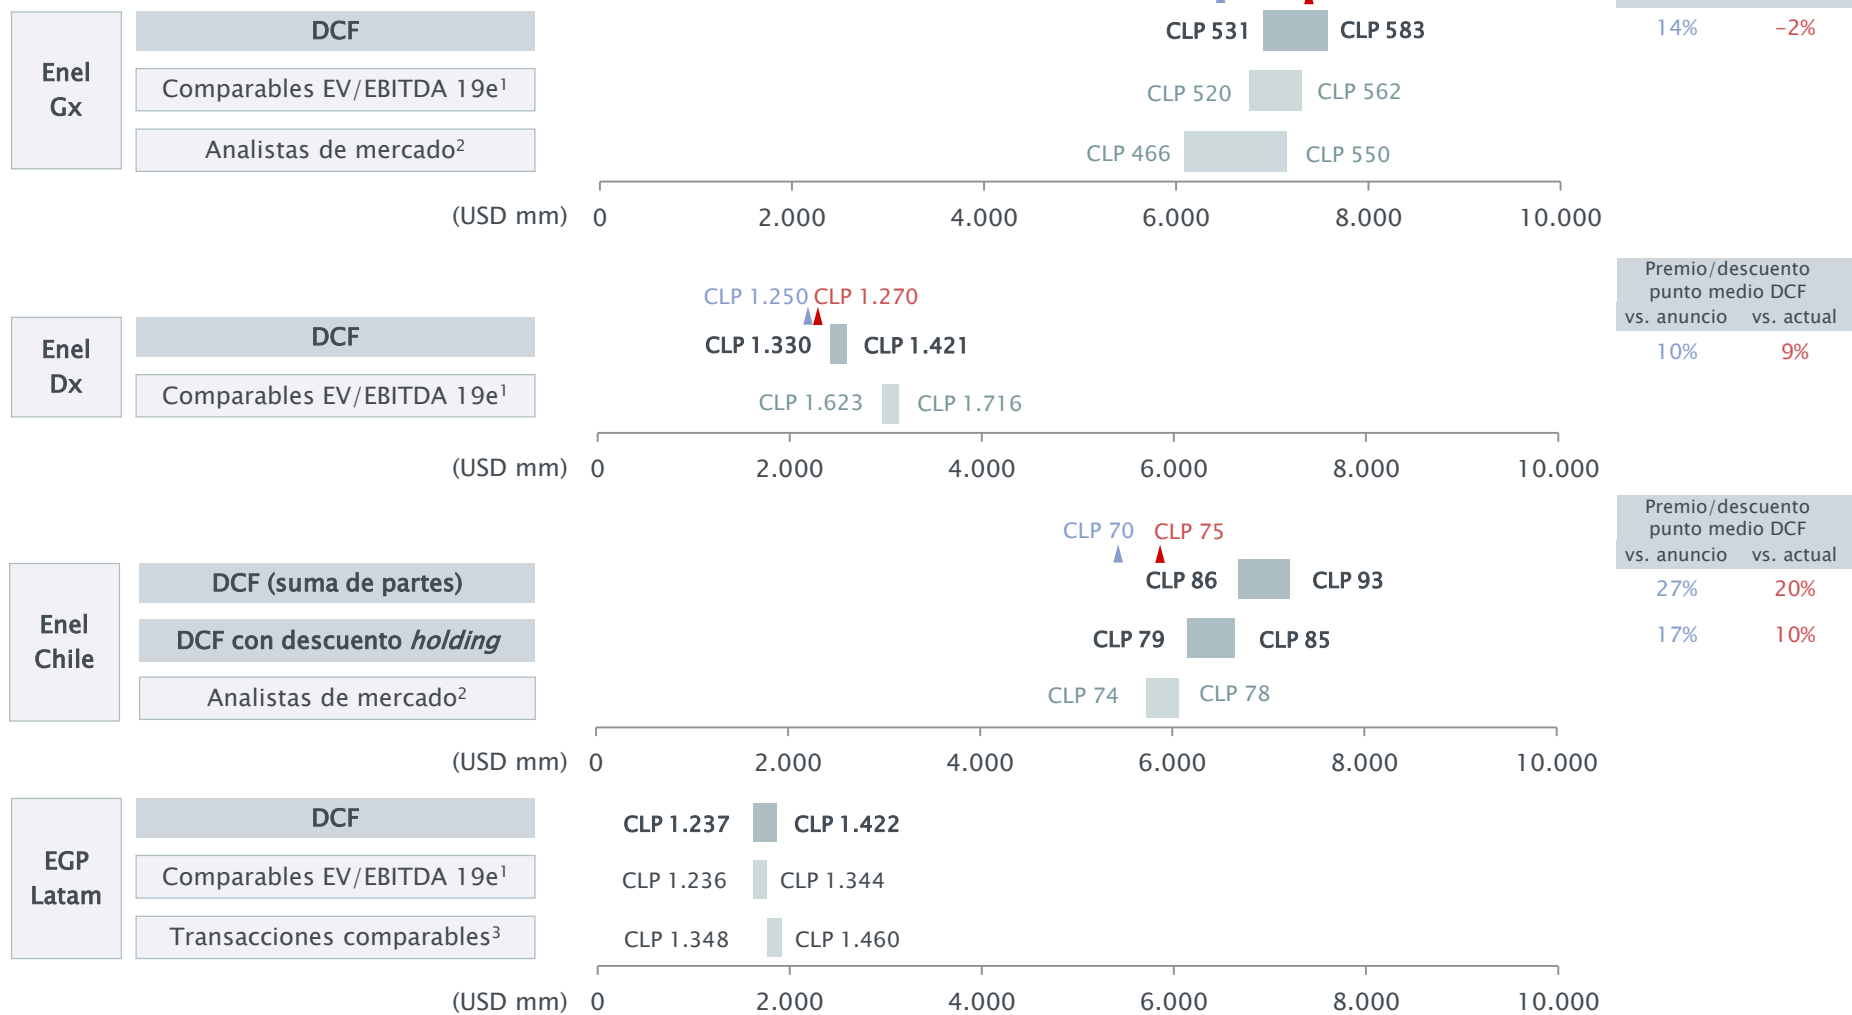 DCF
CLP 531
CLP 583
14%
-2%
Enel
Gx
Comparables EV/EBITDA 19e¹
CLP 520
CLP 562
Analistas de mercado²
CLP 466
CLP 550
(USD mm)
0
2.000
4.000
6.000
8.000
10.000
Premio/descuento
punto medio DCF
vs. anuncio
vs. actual
CLP 1.250
CLP 1.270
Enel
Dx
DCF
CLP 1.330
CLP 1.421
10%
9%
Comparables EV/EBITDA 19e¹
CLP 1.623
CLP 1.716
(USD mm)
0
2.000
4.000
6.000
8.000
10.000
Premio/descuento
punto medio DCF
vs. anuncio
vs. actual
CLP 70
CLP 75
Enel
Chile
DCF (suma de partes)
CLP 86
CLP 93
27%
20%
DCF con descuento holding
CLP 79
CLP 85
17%
10%
Analistas de mercado²
CLP 74
CLP 78
(USD mm)
0
2.000
4.000
6.000
8.000
10.000
EGP
Latam
DCF
CLP 1.237
CLP 1.422
Comparables EV/EBITDA 19e¹
CLP 1.236
CLP 1.344
Transacciones comparables³
CLP 1.348
CLP 1.460
(USD mm)
0
2.000
4.000
6.000
8.000
10.000